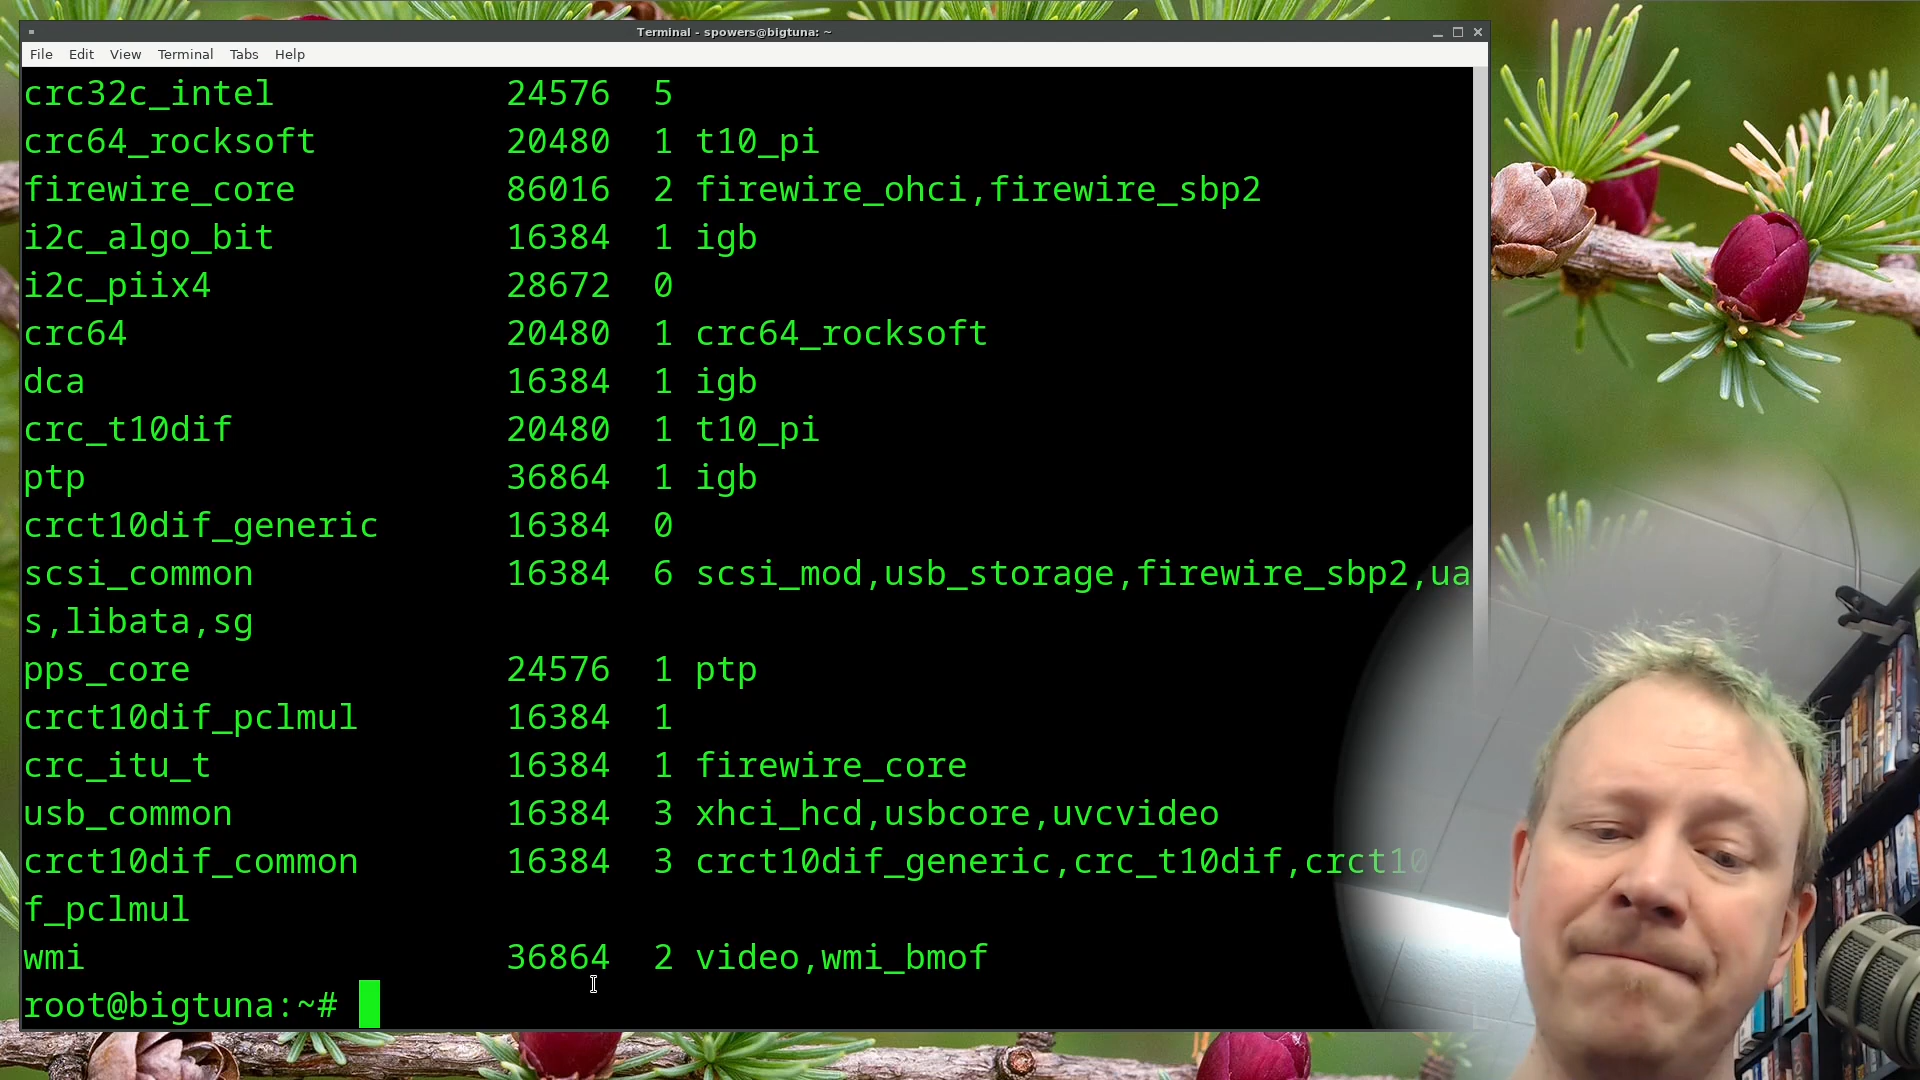 Terminal - spowers@bigtuna: ~
File Edit View Terminal Tabs Help
crc32c_intel 24576 5
crc64_rocksoft 20480 1 t10_pi
firewire_core 86016 2 firewire_ohci,firewire_sbp2
i2c_algo_bit 16384 1 igb
i2c_piix4 28672 0
crc64 20480 1 crc64_rocksoft
dca 16384 1 igb
crc_t10dif 20480 1 t10_pi
ptp 36864 1 igb
crct10dif_generic 16384 0
scsi_common 16384 6 scsi_mod,usb_storage,firewire_sbp2,ua
s,libata,sg
pps_core 24576 1 ptp
crct10dif_pclmul 16384 1
crc_itu_t 16384 1 firewire_core
usb_common 16384 3 xhci_hcd,usbcore,uvcvideo
crct10dif_common 16384 3 crct10dif_generic,crc_t10dif,crct10
f_pclmul
wmi 36864 2 video,wmi_bmof
root@bigtuna:~#